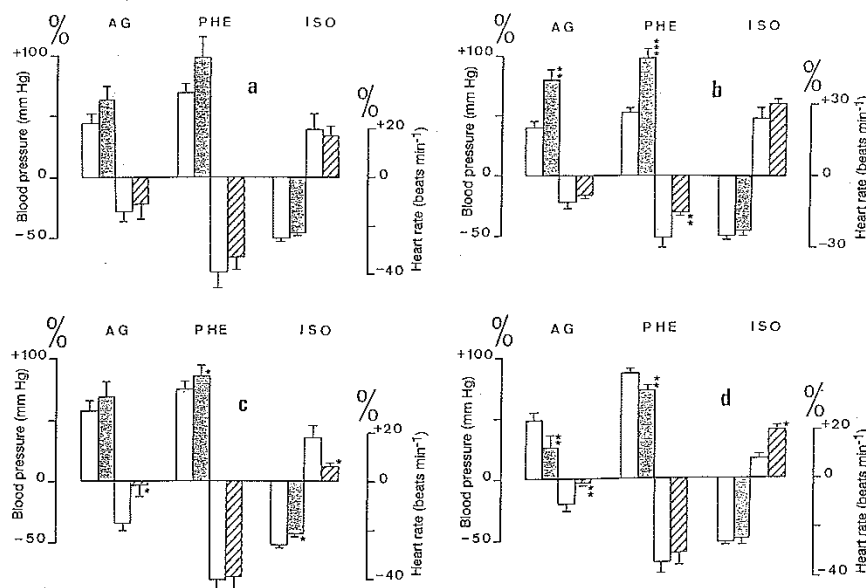 % AG PHE ISO
+100
Blood pressure (mm Hg)
0
−50
a
%
+20
0
−40
Heart rate (beats min⁻¹)
% AG PHE ISO
+100
Blood pressure (mm Hg)
0
−50
**
***
**
b
%
+30
0
−30
Heart rate (beats min⁻¹)
% AG PHE ISO
+100
Blood pressure (mm Hg)
0
−50
*
*
*
*
c
%
+20
0
−40
Heart rate (beats min⁻¹)
% AG PHE ISO
+100
Blood pressure (mm Hg)
0
−50
**
**
**
*
d
%
+20
0
−40
Heart rate (beats min⁻¹)